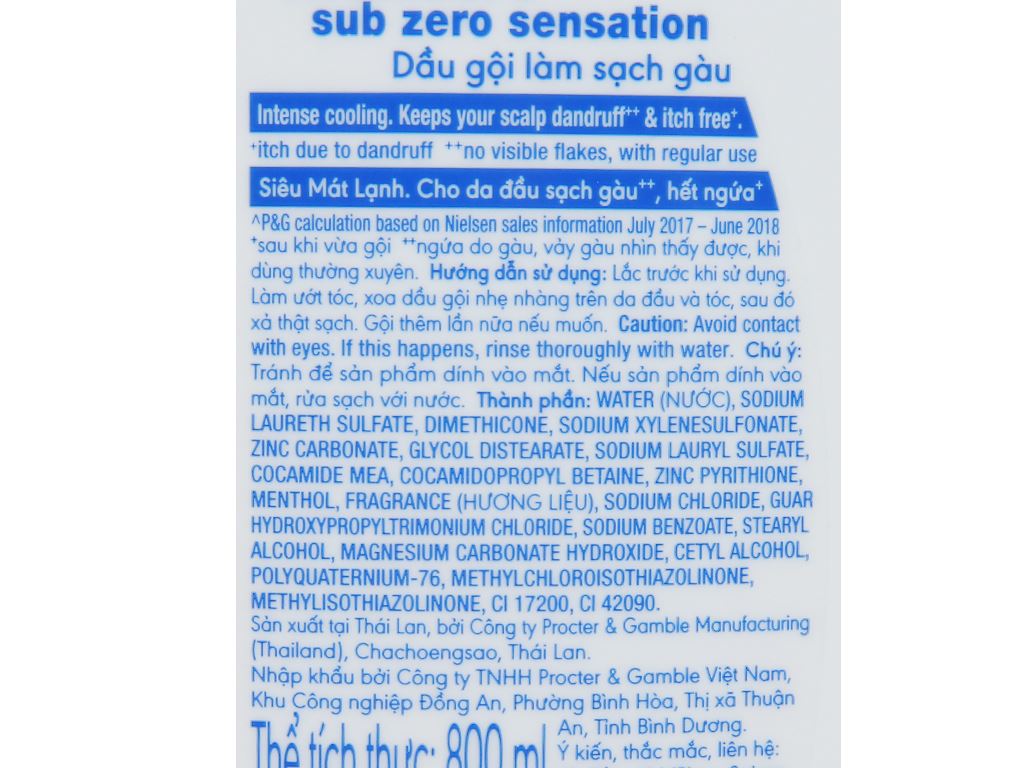 sub zero sensation
Dầu gội làm sạch gàu
Intense cooling. Keeps your scalp dandruff⁺⁺ & itch free⁺.
⁺itch due to dandruff ⁺⁺no visible flakes, with regular use
Siêu Mát Lạnh. Cho da đầu sạch gàu⁺⁺, hết ngứa⁺
^P&G calculation based on Nielsen sales information July 2017 – June 2018
⁺sau khi vừa gội ⁺⁺ngứa do gàu, vảy gàu nhìn thấy được, khi
dùng thường xuyên. Hướng dẫn sử dụng: Lắc trước khi sử dụng.
Làm ướt tóc, xoa dầu gội nhẹ nhàng trên da đầu và tóc, sau đó
xả thật sạch. Gội thêm lần nữa nếu muốn. Caution: Avoid contact
with eyes. If this happens, rinse thoroughly with water. Chú ý:
Tránh để sản phẩm dính vào mắt. Nếu sản phẩm dính vào
mắt, rửa sạch với nước. Thành phần: WATER (NƯỚC), SODIUM
LAURETH SULFATE, DIMETHICONE, SODIUM XYLENESULFONATE,
ZINC CARBONATE, GLYCOL DISTEARATE, SODIUM LAURYL SULFATE,
COCAMIDE MEA, COCAMIDOPROPYL BETAINE, ZINC PYRITHIONE,
MENTHOL, FRAGRANCE (HƯƠNG LIỆU), SODIUM CHLORIDE, GUAR
HYDROXYPROPYLTRIMONIUM CHLORIDE, SODIUM BENZOATE, STEARYL
ALCOHOL, MAGNESIUM CARBONATE HYDROXIDE, CETYL ALCOHOL,
POLYQUATERNIUM-76, METHYLCHLOROISOTHIAZOLINONE,
METHYLISOTHIAZOLINONE, CI 17200, CI 42090.
Sản xuất tại Thái Lan, bởi Công ty Procter & Gamble Manufacturing
(Thailand), Chachoengsao, Thái Lan.
Nhập khẩu bởi Công ty TNHH Procter & Gamble Việt Nam,
Khu Công nghiệp Đồng An, Phường Bình Hòa, Thị xã Thuận
An, Tỉnh Bình Dương.
Thể tích thực: 800 ml
Ý kiến, thắc mắc, liên hệ: